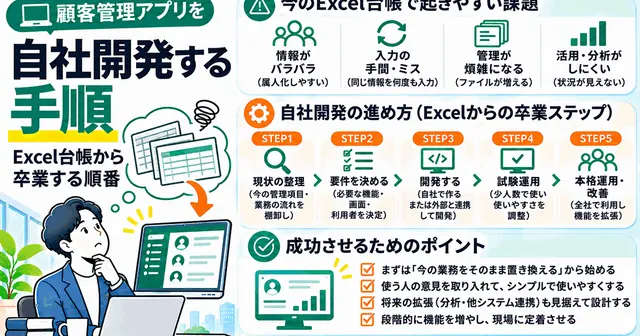 顧客管理アプリを
自社開発する
手順
Excel台帳から
卒業する順番
今のExcel台帳で起きやすい課題
情報が
バラバラ
(属人化しやすい)
入力の
手間・ミス
(同じ情報を何度も入力)
管理が
煩雑になる
(ファイルが増える)
活用・分析が
しにくい
(状況が見えない)
自社開発の進め方(Excelからの卒業ステップ)
STEP1
現状の整理
(今の管理項目・
業務の流れを
棚卸し)
STEP2
要件を決める
(必要な機能・
画面・
利用者を決定)
STEP3
開発する
(自社で作る
または外部と連携
して開発)
STEP4
試験運用
(少人数で使い
使いやすさを
調整)
STEP5
本格運用・
改善
(全社で利用し
機能を拡張)
成功させるためのポイント
まずは「今の業務をそのまま置き換える」から始める
使う人の意見を取り入れて、シンプルで使いやすくする
将来の拡張(分析・他システム連携)も見据えて設計する
段階的に機能を増やし、現場に定着させる